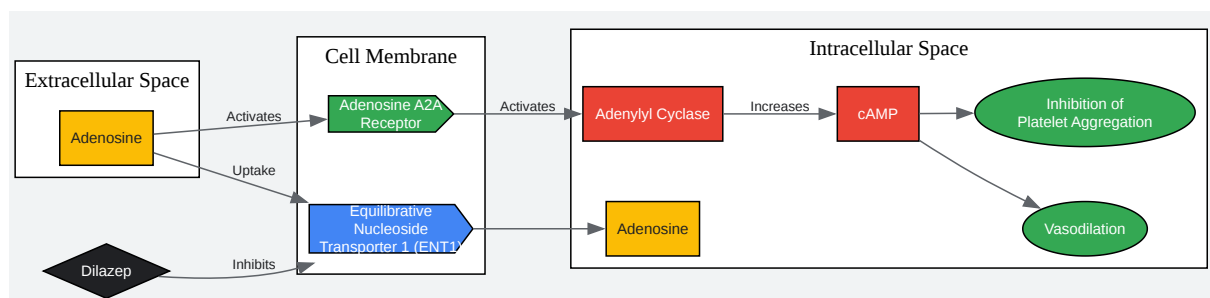 Extracellular Space
Adenosine
Dilazep
Activates
Uptake
Inhibits
Cell Membrane
Adenosine A2A
Receptor
Equilibrative
Nucleoside
Transporter 1 (ENT1)
Activates
Intracellular Space
Adenylyl Cyclase
Increases
cAMP
Inhibition of
Platelet Aggregation
Adenosine
Vasodilation